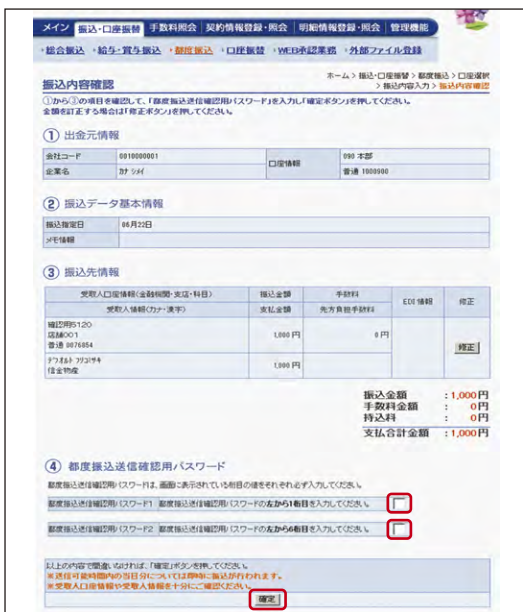 メイン 振込・口座振替 手数料照会 契約情報登録・照会 明細情報登録・照会 管理機能
・総合振込 ・給与・賞与振込 ・都度振込 ・口座振替 ・WEB承認業務 ・外部ファイル登録
ホーム > 振込・口座振替 > 都度振込 > 口座選択
> 振込内容入力 > 振込内容確認
振込内容確認
①から③の項目を確認して、「都度振込送信確認用パスワード」を入力し「確定ボタン」を押してください。
金額を訂正する場合は「修正ボタン」を押してください。
① 出金元情報
会社コード 0010000001 口座情報 090 本部
企業名 カナ シメイ 普通 1000900
② 振込データ基本情報
振込指定日 06月22日
メモ情報
③ 振込先情報
受取人口座情報(金融機関・支店・科目) 振込金額 手数料 EDI 情報 修正
受取人情報(カナ・漢字) 支払金額 先方負担手数料
確認用5120
店舗001
普通 0076854 1,000 円 0 円 修正
信金物産 1,000 円
振込金額 : 1,000円
手数料金額 : 0円
持込料 : 0円
支払合計金額 : 1,000円
④ 都度振込送信確認用パスワード
都度振込送信確認用パスワードは、画面に表示されている桁目の値をそれぞれ必ず入力してください。
都度振込送信確認用パスワード1 都度振込送信確認用パスワードの左から1桁目を入力してください。
都度振込送信確認用パスワード2 都度振込送信確認用パスワードの左から6桁目を入力してください。
以上の内容で間違いなければ、「確定」ボタンを押してください。
※送信可能時間内の当日分については即時に振込が行われます。
※受取人口座情報や受取人情報を十分にご確認ください。
確定